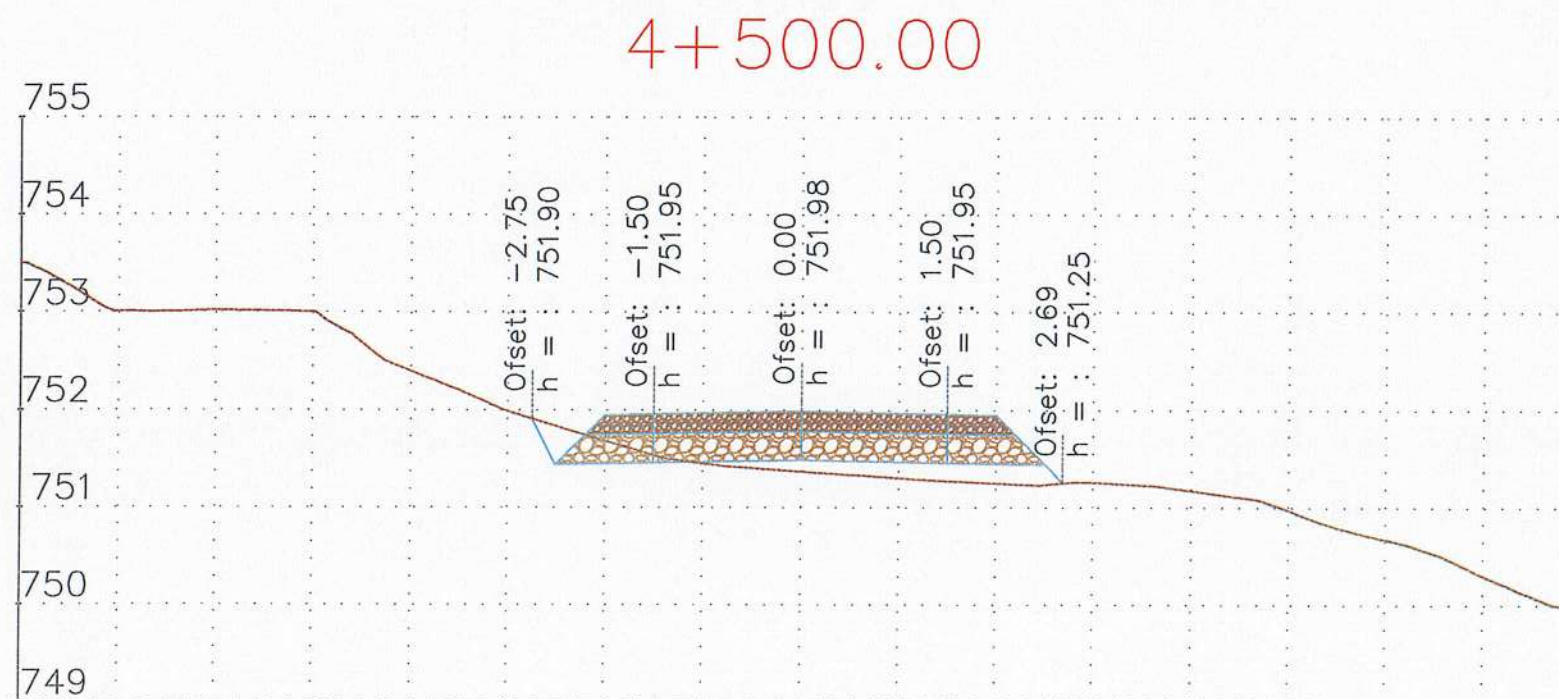 4+500.00
755
754
753
752
751
750
749
Ofset: -2.75
h = : 751.90
Ofset: -1.50
h = : 751.95
Ofset: 0.00
h = : 751.98
Ofset: 1.50
h = : 751.95
Ofset: 2.69
h = : 751.25